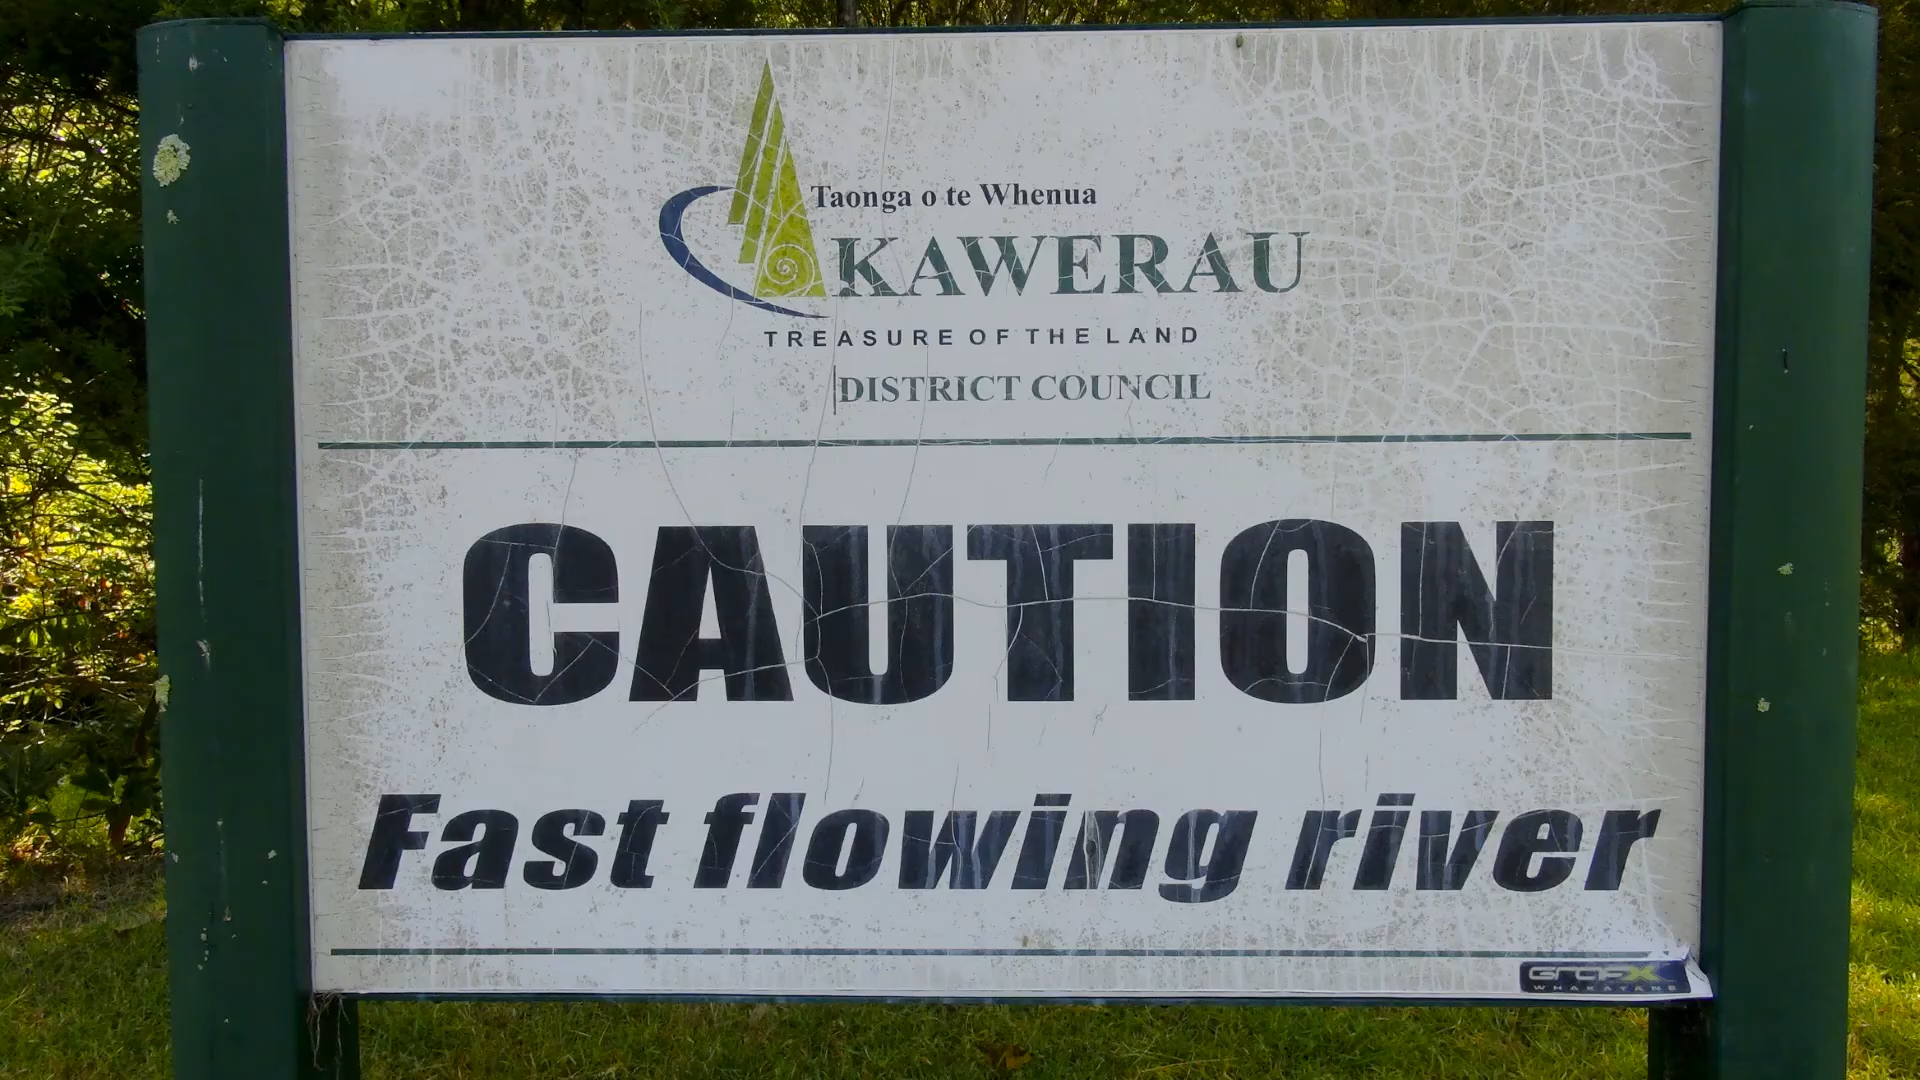 Taonga o te Whenua
KAWERAU
TREASURE OF THE LAND
DISTRICT COUNCIL
CAUTION
Fast flowing river
GrafX
WHAKATANE